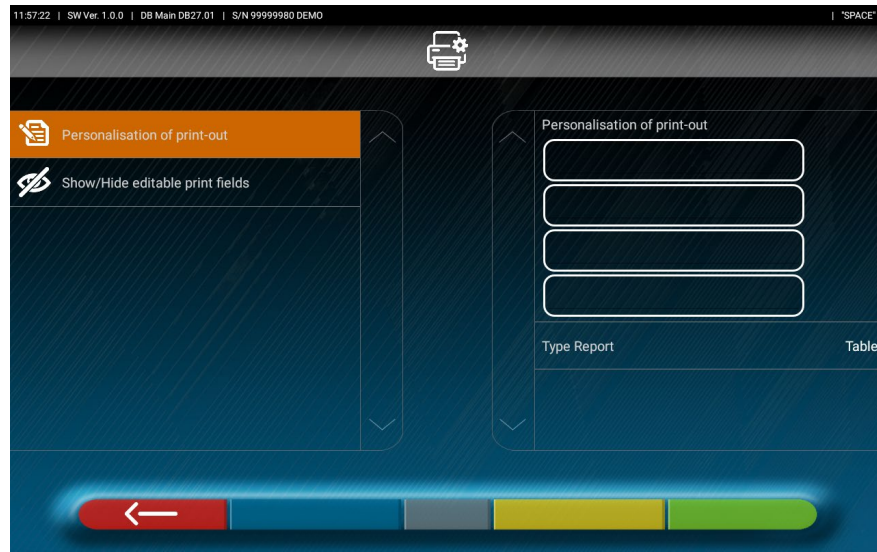 11:57:22 | SW Ver. 1.0.0 | DB Main DB27.01 | S/N 99999980 DEMO | "SPACE"
Personalisation of print-out
Show/Hide editable print fields
Personalisation of print-out
Type Report Table